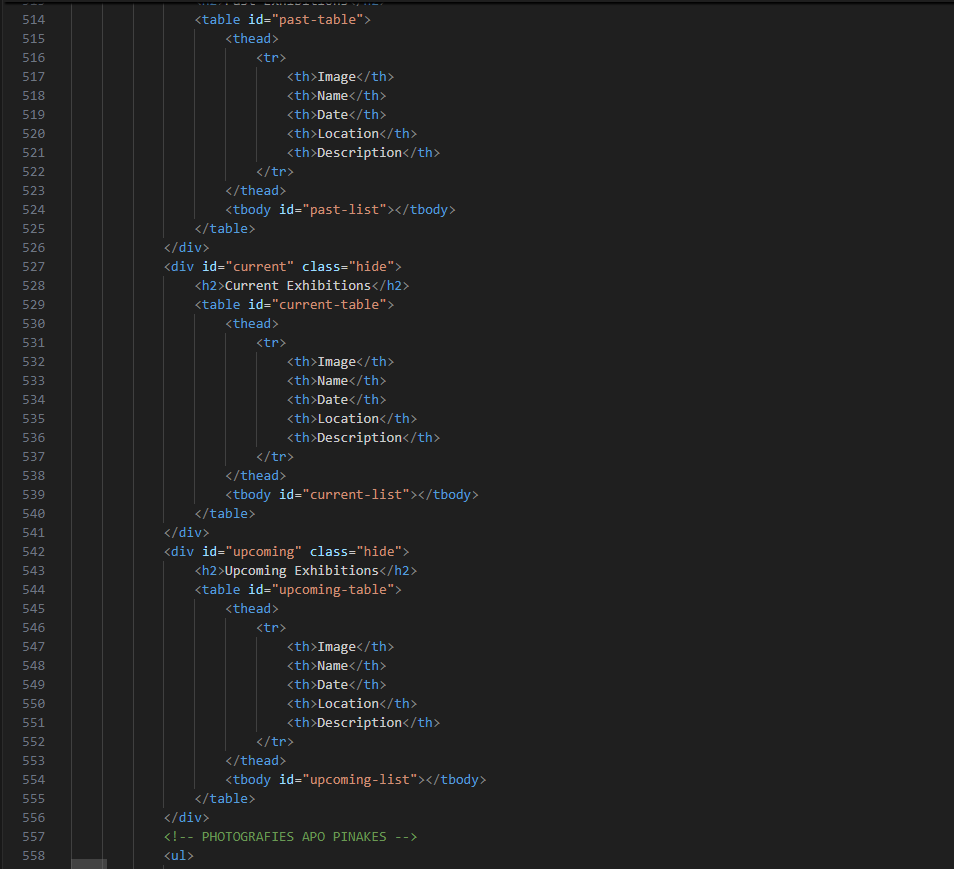 514 <table id="past-table">
515 <thead>
516 <tr>
517 <th>Image</th>
518 <th>Name</th>
519 <th>Date</th>
520 <th>Location</th>
521 <th>Description</th>
522 </tr>
523 </thead>
524 <tbody id="past-list"></tbody>
525 </table>
526 </div>
527 <div id="current" class="hide">
528 <h2>Current Exhibitions</h2>
529 <table id="current-table">
530 <thead>
531 <tr>
532 <th>Image</th>
533 <th>Name</th>
534 <th>Date</th>
535 <th>Location</th>
536 <th>Description</th>
537 </tr>
538 </thead>
539 <tbody id="current-list"></tbody>
540 </table>
541 </div>
542 <div id="upcoming" class="hide">
543 <h2>Upcoming Exhibitions</h2>
544 <table id="upcoming-table">
545 <thead>
546 <tr>
547 <th>Image</th>
548 <th>Name</th>
549 <th>Date</th>
550 <th>Location</th>
551 <th>Description</th>
552 </tr>
553 </thead>
554 <tbody id="upcoming-list"></tbody>
555 </table>
556 </div>
557 <!-- PHOTOGRAFIES APO PINAKES -->
558 <ul>